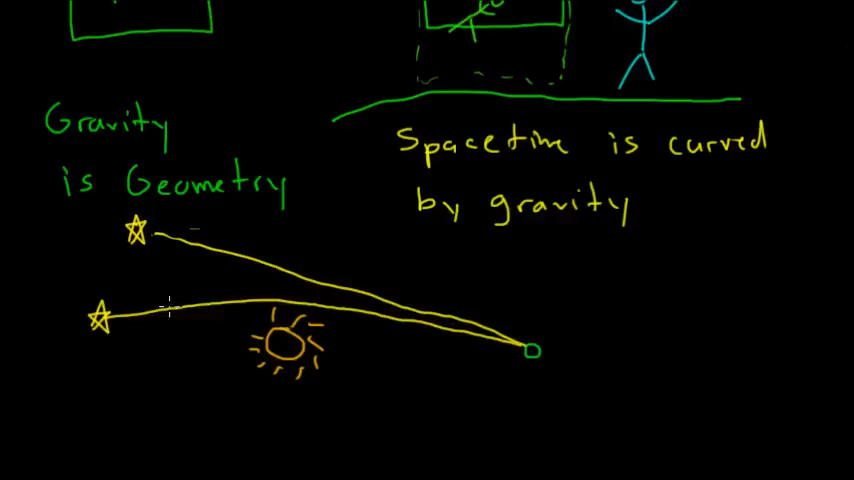 Gravity
is Geometry
Spacetime is curved
by gravity